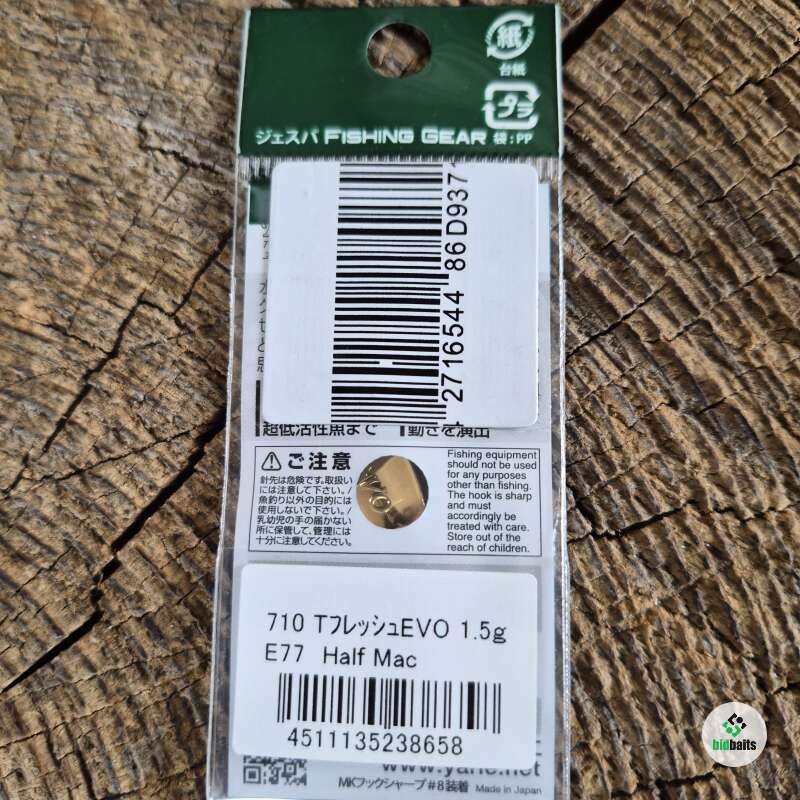 紙
台紙
プラ
ジェスパ FISHING GEAR 袋:PP
2716544 86D937
超低活性魚まで
動きを演出
ご注意
針先は危険です。取扱い
には注意して下さい。/
魚釣り以外の目的には
使用しないで下さい。/
乳幼児の手の届かない
所に保管して、管理には
十分に注意してください。
Fishing equipment
should not be used
for any purposes
other than fishing.
The hook is sharp
and must
accordingly be
treated with care.
Store out of the
reach of children.
710 TフレッシュEVO 1.5g
E77 Half Mac
4511135238658
www.yarie.net
MKフックシャープ#8装着 Made in Japan
bidbaits